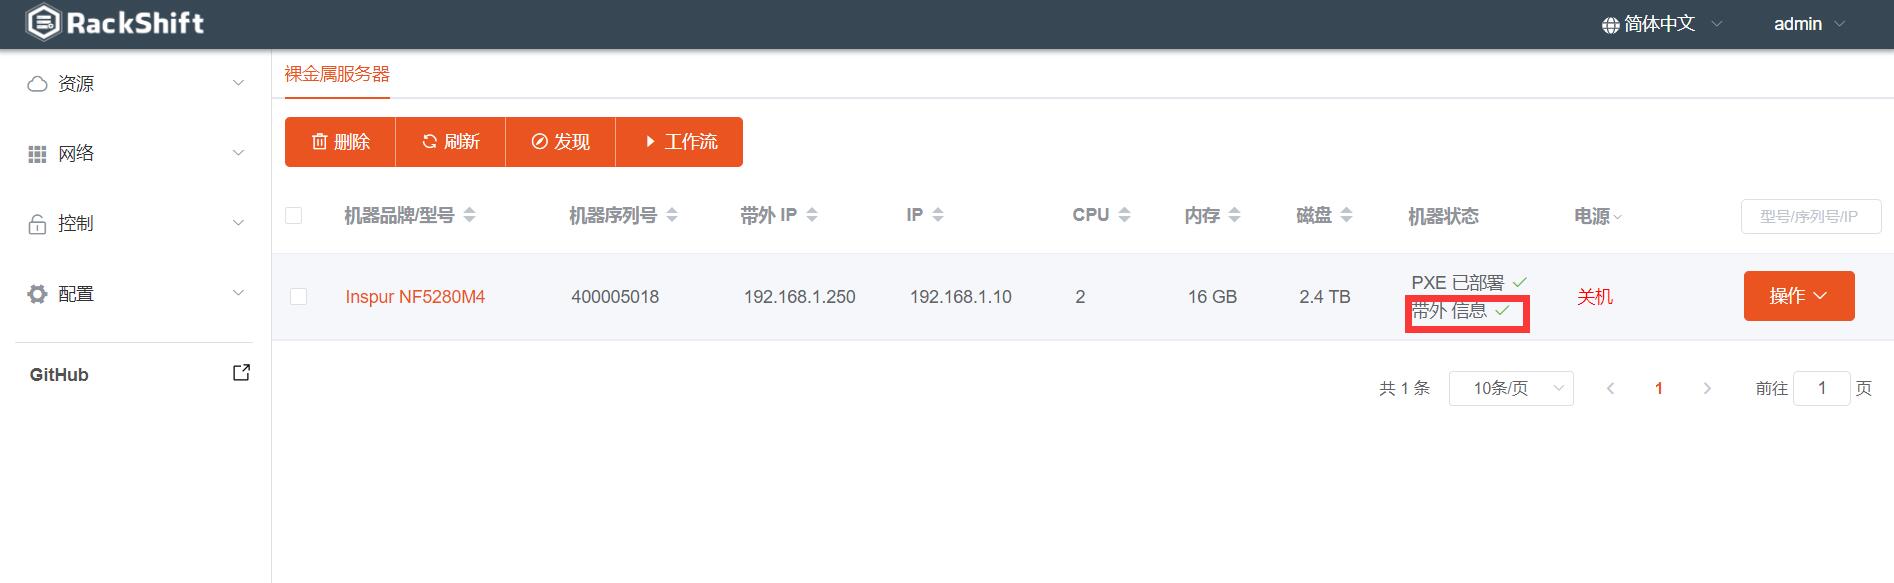 RackShift
简体中文
admin
资源
网络
控制
配置
GitHub
裸金属服务器
删除
刷新
发现
工作流
机器品牌/型号
机器序列号
带外 IP
IP
CPU
内存
磁盘
机器状态
电源
型号/序列号/IP
Inspur NF5280M4
400005018
192.168.1.250
192.168.1.10
2
16 GB
2.4 TB
PXE 已部署
带外 信息
关机
操作
共 1 条
10条/页
1
前往
1
页